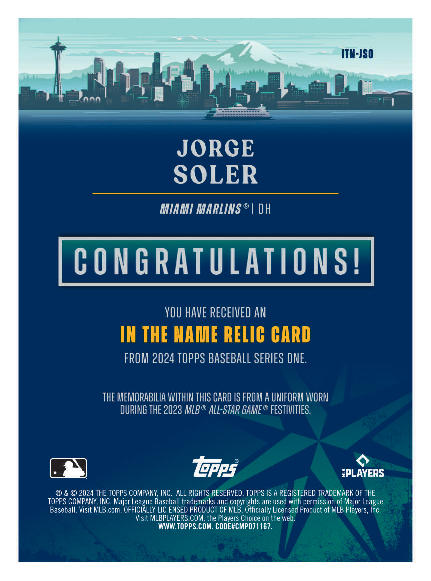 ITN-JSO
JORGE
SOLER
MIAMI MARLINS® | DH
CONGRATULATIONS!
YOU HAVE RECEIVED AN
IN THE NAME RELIC CARD
FROM 2024 TOPPS BASEBALL SERIES ONE.
THE MEMORABILIA WITHIN THIS CARD IS FROM A UNIFORM WORN
DURING THE 2023 MLB® ALL-STAR GAME® FESTIVITIES.
Topps®
MLB PLAYERS
® & © 2024 THE TOPPS COMPANY, INC. ALL RIGHTS RESERVED. TOPPS IS A REGISTERED TRADEMARK OF THE
TOPPS COMPANY, INC. Major League Baseball trademarks and copyrights are used with permission of Major League
Baseball. Visit MLB.com. OFFICIALLY LICENSED PRODUCT OF MLB Players, Inc.
Visit MLBPLAYERS.COM, the Players Choice on the web.
WWW.TOPPS.COM. CODE#CMP071167.